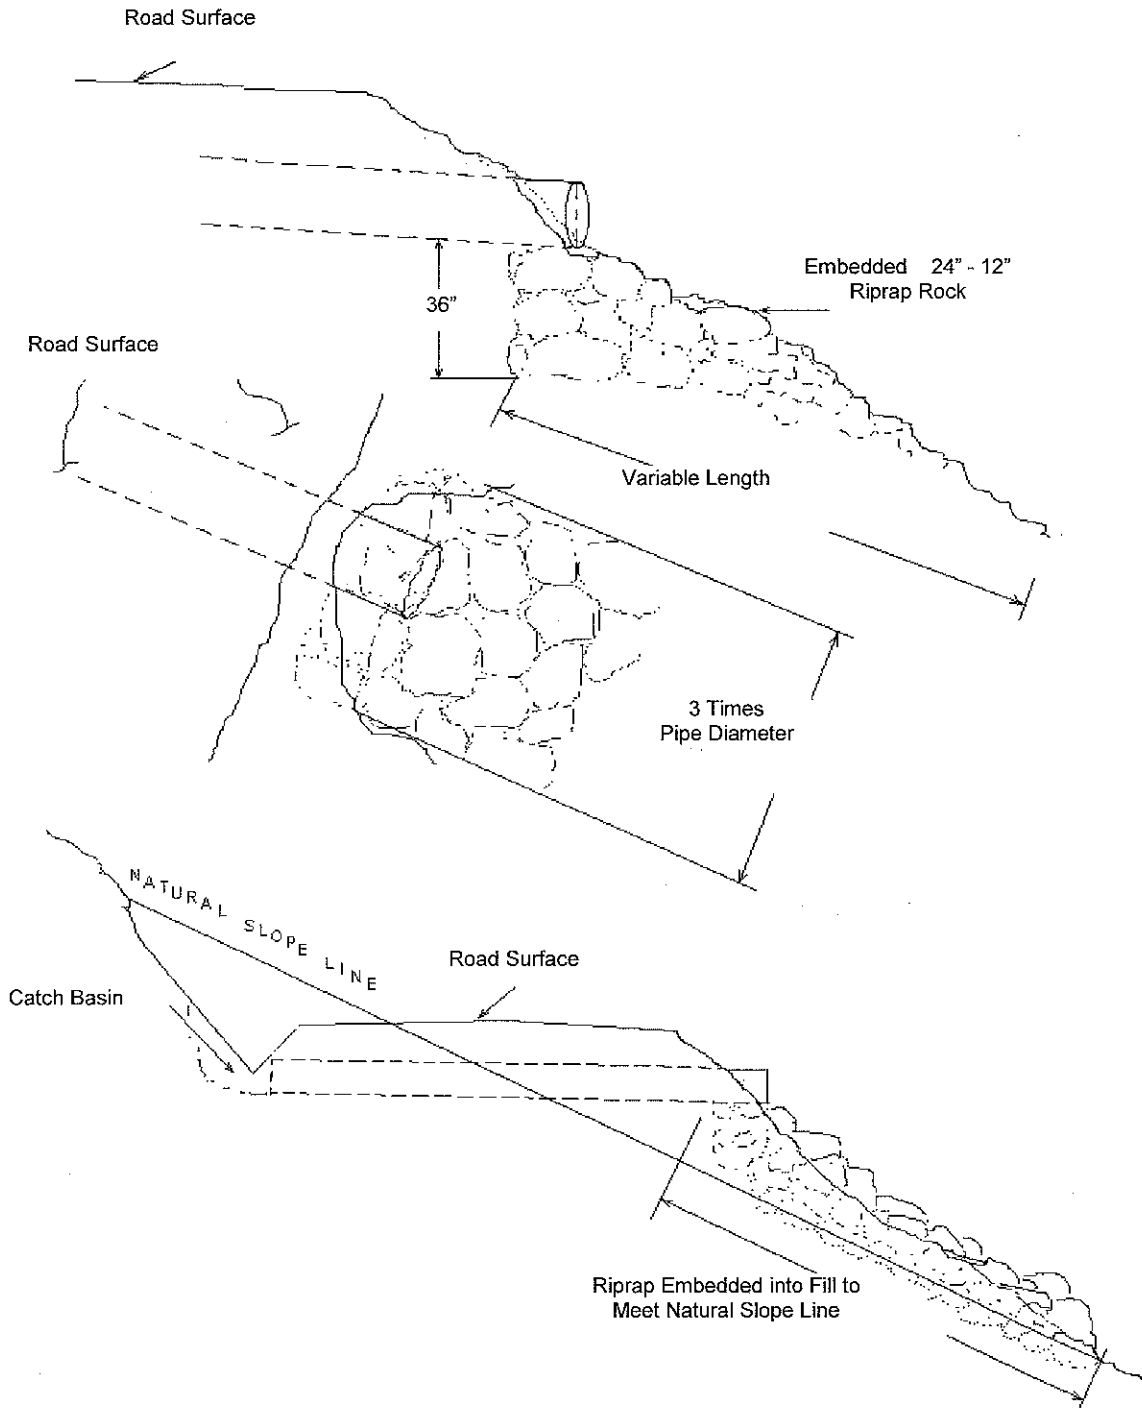 Road Surface
Embedded 24" - 12"
Riprap Rock
36"
Road Surface
Variable Length
3 Times
Pipe Diameter
NATURAL SLOPE LINE
Road Surface
Catch Basin
Riprap Embedded into Fill to
Meet Natural Slope Line